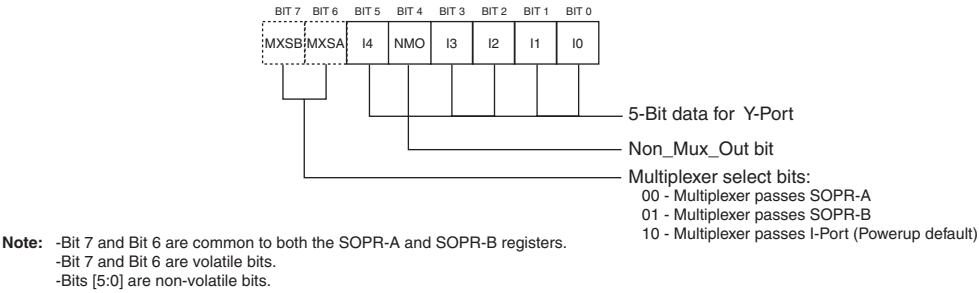 BIT 7 BIT 6 BIT 5 BIT 4 BIT 3 BIT 2 BIT 1 BIT 0
MXSB MXSA I4 NMO I3 I2 I1 I0
5-Bit data for Y-Port
Non_Mux_Out bit
Multiplexer select bits:
00 - Multiplexer passes SOPR-A
01 - Multiplexer passes SOPR-B
10 - Multiplexer passes I-Port (Powerup default)
Note: -Bit 7 and Bit 6 are common to both the SOPR-A and SOPR-B registers.
-Bit 7 and Bit 6 are volatile bits.
-Bits [5:0] are non-volatile bits.